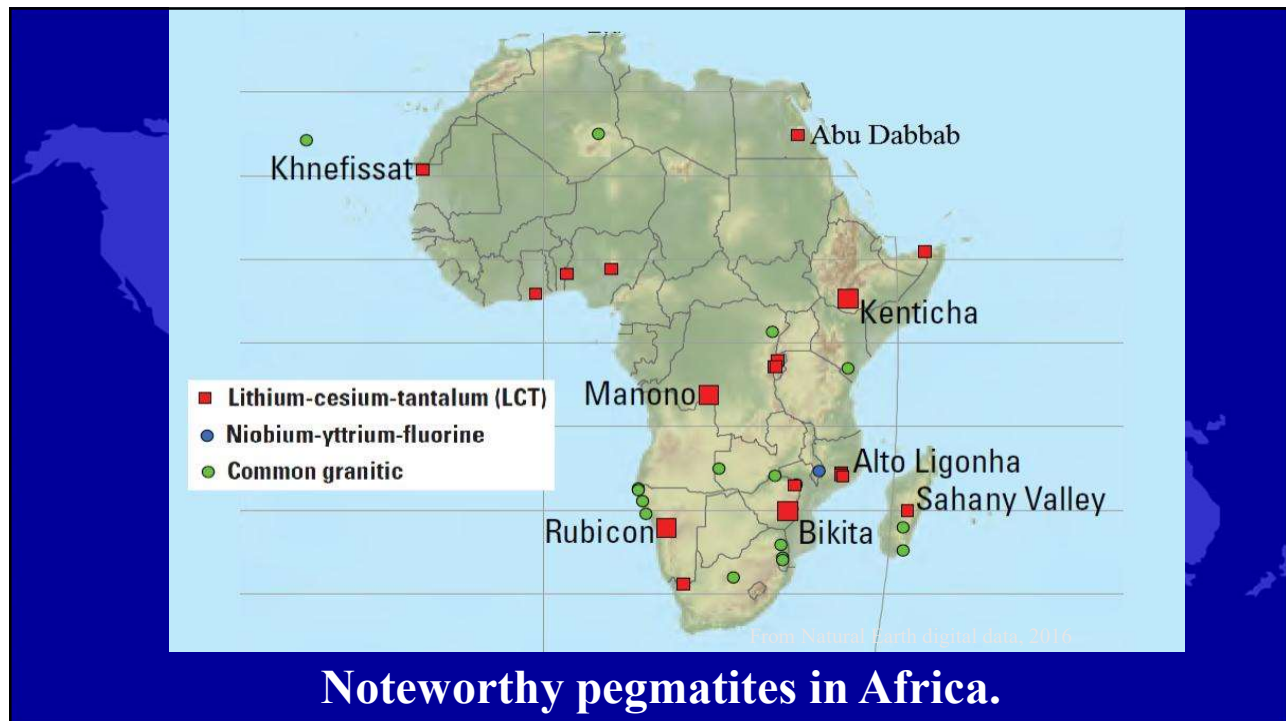 Abu Dabbab
Khnefissat
Kenticha
Manono
Lithium-cesium-tantalum (LCT)
Niobium-yttrium-fluorine
Common granitic
Alto Ligonha
Sahany Valley
Rubicon
Bikita
From Natural Earth digital data, 2016
Noteworthy pegmatites in Africa.